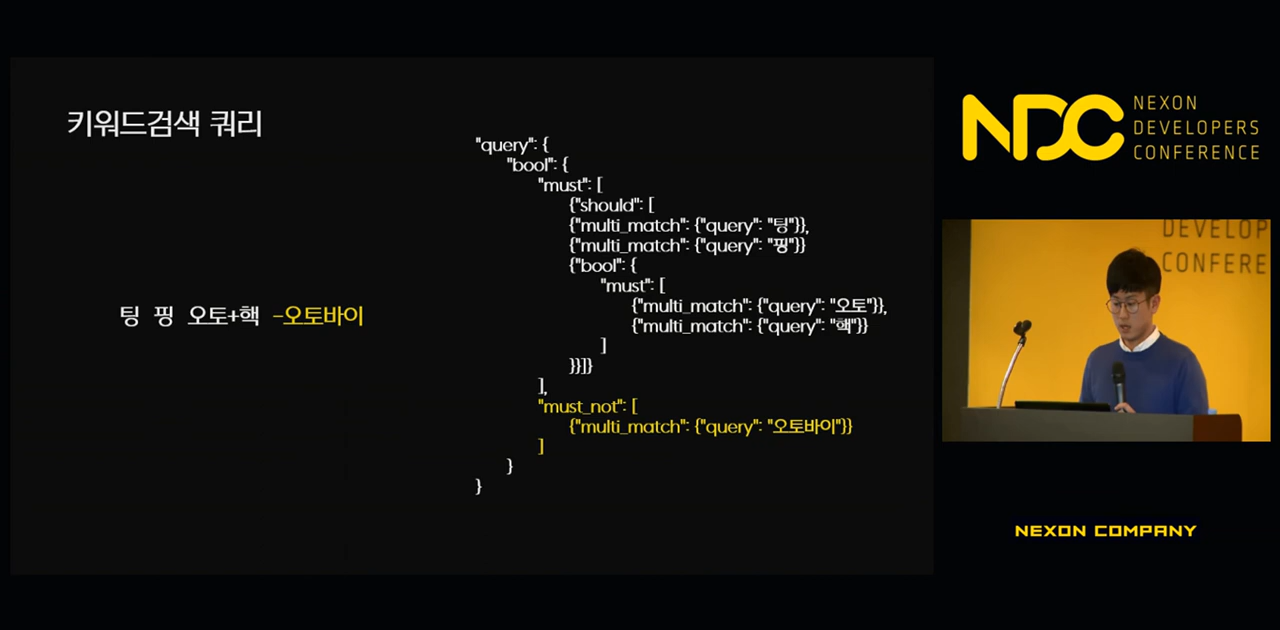 키워드검색 쿼리
팅 핑 오토+핵 -오토바이
"query": {
"bool": {
"must": [
{"should": [
{"multi_match": {"query": "팅"}},
{"multi_match": {"query": "핑"}}
{"bool": {
"must": [
{"multi_match": {"query": "오토"}},
{"multi_match": {"query": "핵"}}
]
}}]}
],
"must_not": [
{"multi_match": {"query": "오토바이"}}
]
}
}
NDC
NEXON
DEVELOPERS
CONFERENCE
DEVELOP
CONFERE
NEXON COMPANY